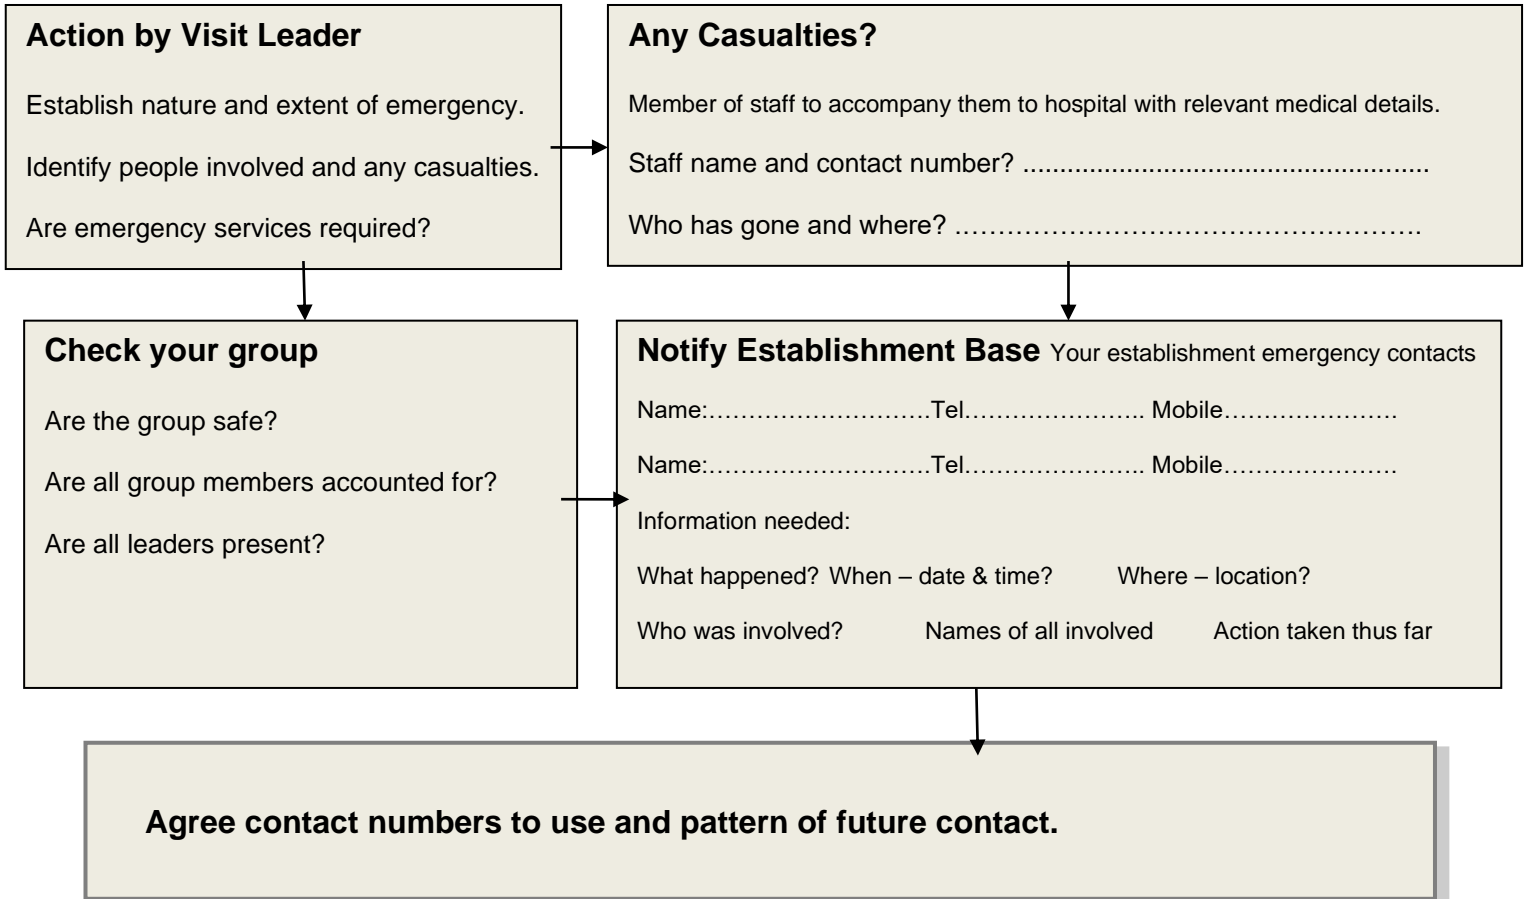 Action by Visit Leader
Establish nature and extent of emergency.
Identify people involved and any casualties.
Are emergency services required?
Any Casualties?
Member of staff to accompany them to hospital with relevant medical details.
Staff name and contact number? ........................................................
Who has gone and where? ……………………………………………….
Check your group
Are the group safe?
Are all group members accounted for?
Are all leaders present?
Notify Establishment Base Your establishment emergency contacts
Name:……………………….Tel…………………. Mobile………………….
Name:……………………….Tel…………………. Mobile………………….
Information needed:
What happened? When – date & time? Where – location?
Who was involved? Names of all involved Action taken thus far
Agree contact numbers to use and pattern of future contact.